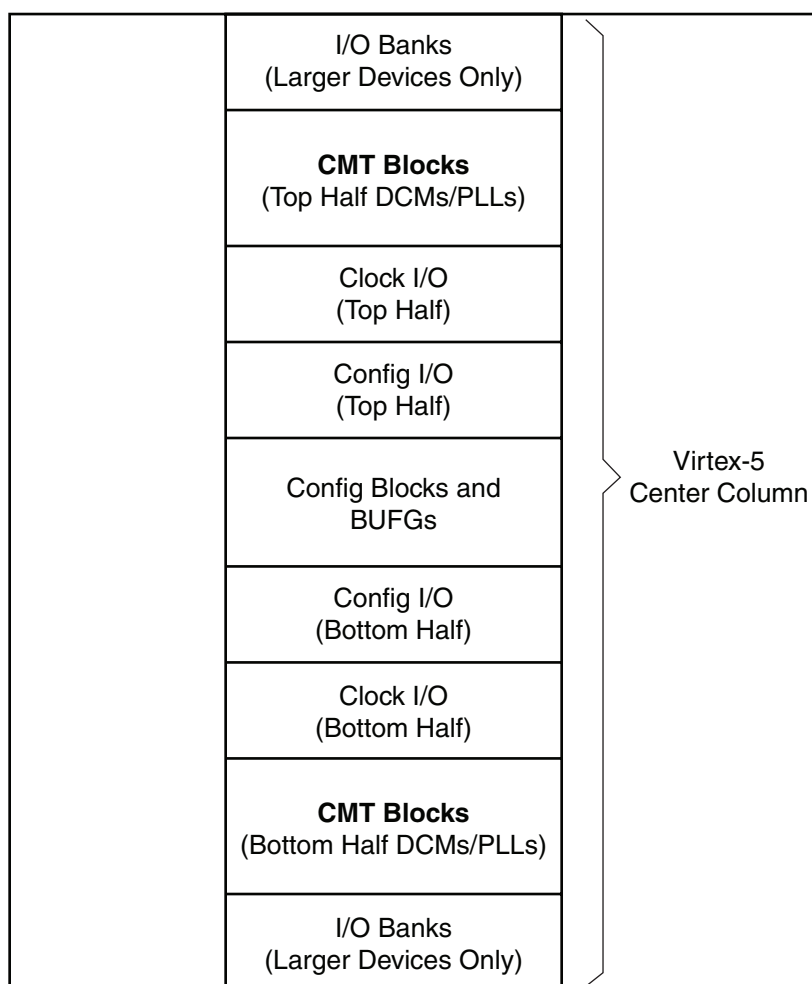 I/O Banks
(Larger Devices Only)
CMT Blocks
(Top Half DCMs/PLLs)
Clock I/O
(Top Half)
Config I/O
(Top Half)
Config Blocks and
BUFGs
Config I/O
(Bottom Half)
Clock I/O
(Bottom Half)
CMT Blocks
(Bottom Half DCMs/PLLs)
I/O Banks
(Larger Devices Only)
Virtex-5
Center Column